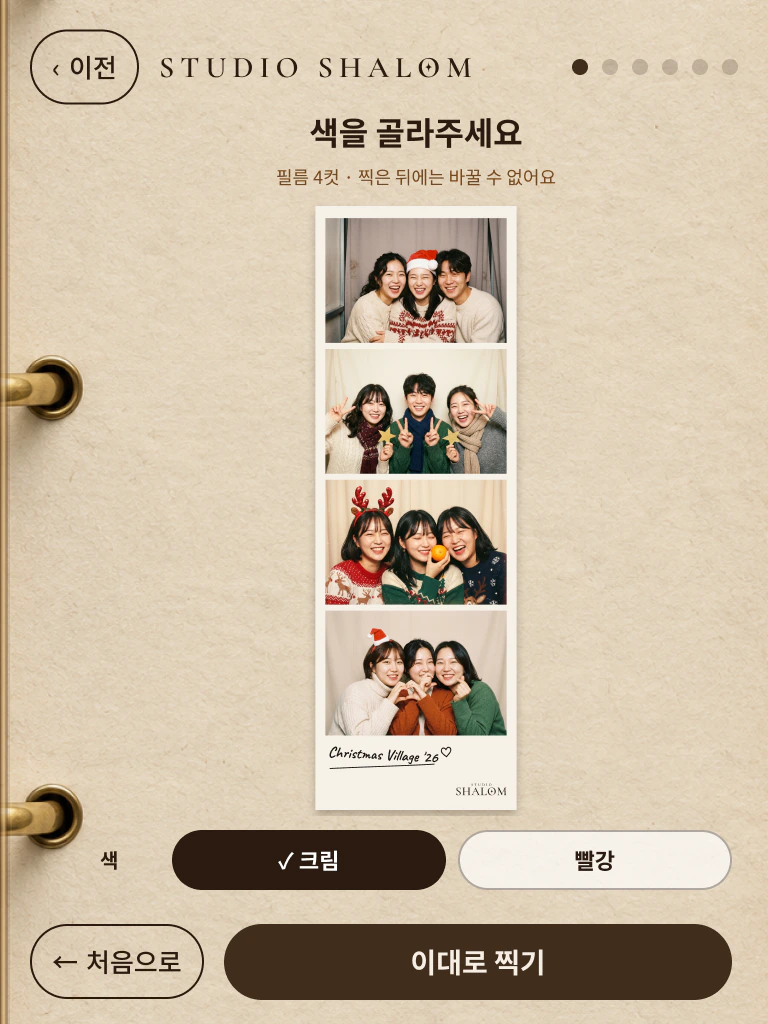 ‹ 이전
STUDIO SHALOM
색을 골라주세요
필름 4컷 · 찍은 뒤에는 바꿀 수 없어요
Christmas Village '26♡
STUDIO
SHALOM
색
✓ 크림
빨강
← 처음으로
이대로 찍기